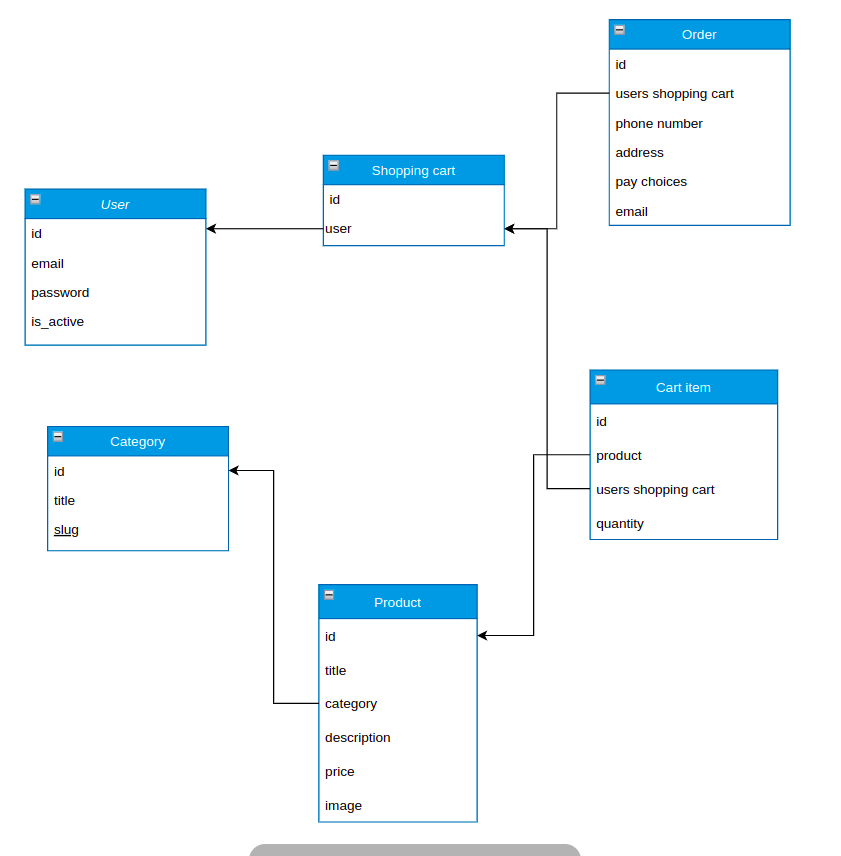 Order
id
users shopping cart
phone number
address
pay choices
email
Shopping cart
id
user
User
id
email
password
is_active
Cart item
id
product
users shopping cart
quantity
Category
id
title
slug
Product
id
title
category
description
price
image